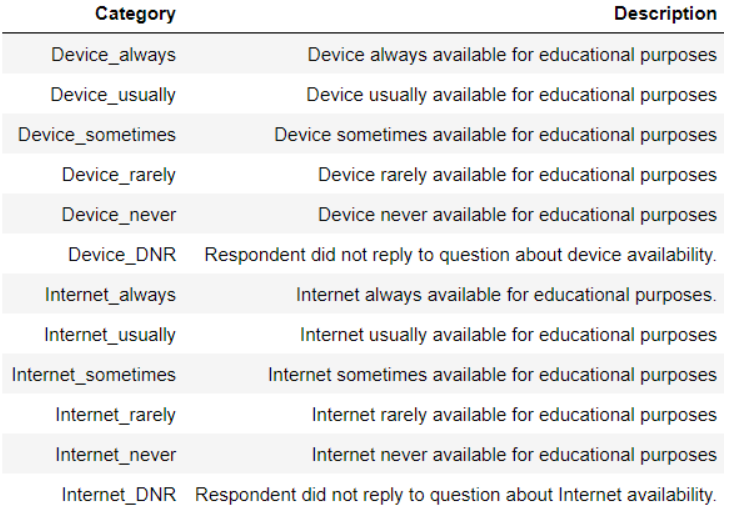 Category Description
Device_always Device always available for educational purposes
Device_usually Device usually available for educational purposes
Device_sometimes Device sometimes available for educational purposes
Device_rarely Device rarely available for educational purposes
Device_never Device never available for educational purposes
Device_DNR Respondent did not reply to question about device availability.
Internet_always Internet always available for educational purposes.
Internet_usually Internet usually available for educational purposes
Internet_sometimes Internet sometimes available for educational purposes
Internet_rarely Internet rarely available for educational purposes
Internet_never Internet never available for educational purposes
Internet_DNR Respondent did not reply to question about Internet availability.